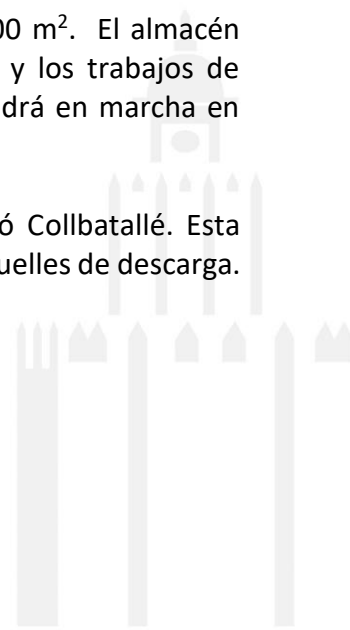 00 m². El almacén
y los trabajos de
drá en marcha en
ó Collbatallé. Esta
uelles de descarga.